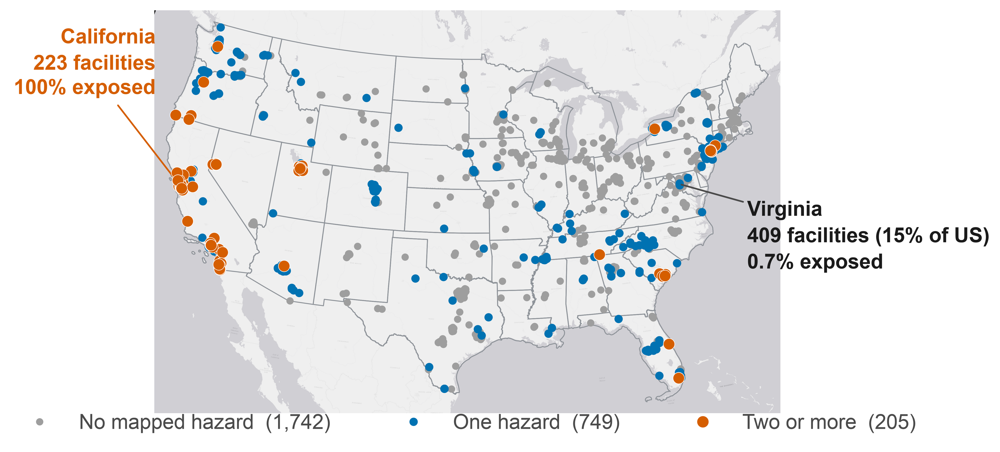 California
223 facilities
100% exposed
Virginia
409 facilities (15% of US)
0.7% exposed
No mapped hazard (1,742)
One hazard (749)
Two or more (205)